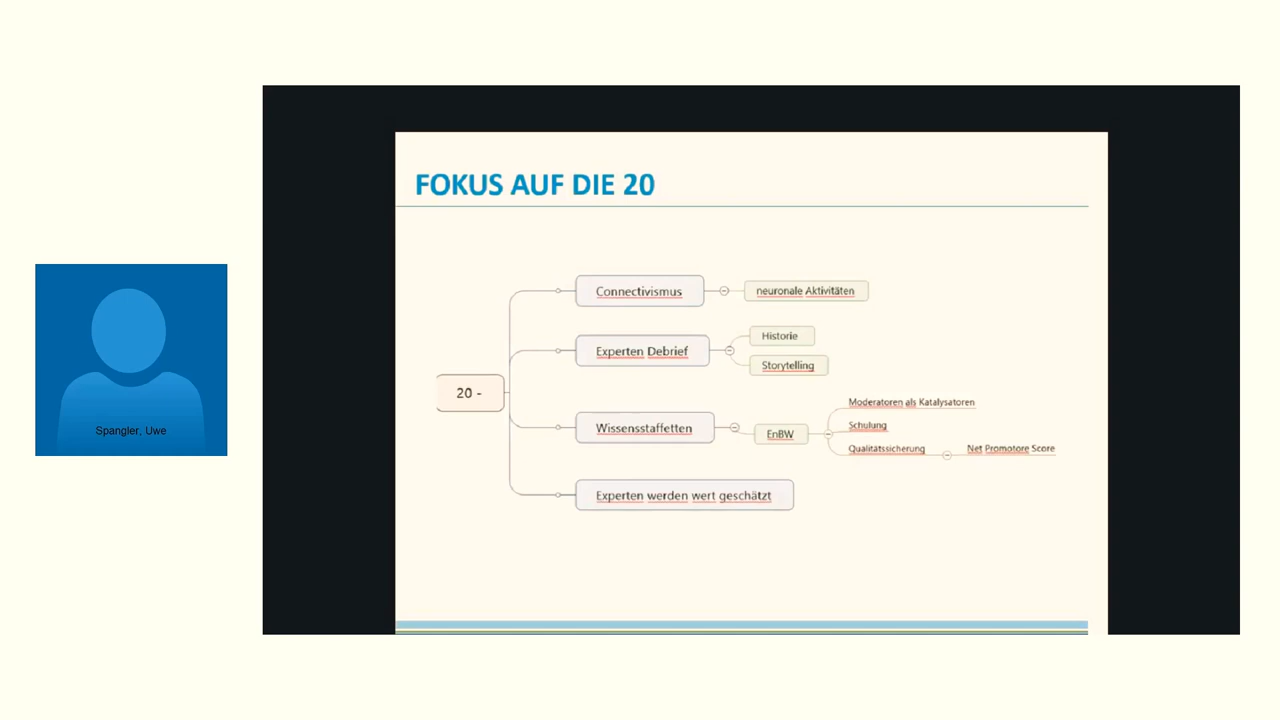 FOKUS AUF DIE 20
Connectivismus
neuronale Aktivitäten
Experten Debrief
Historie
Storytelling
20 -
Wissensstaffetten
EnBW
Moderatoren als Katalysatoren
Schulung
Qualitätssicherung
Net Promotore Score
Experten werden wert geschätzt
Spangler, Uwe